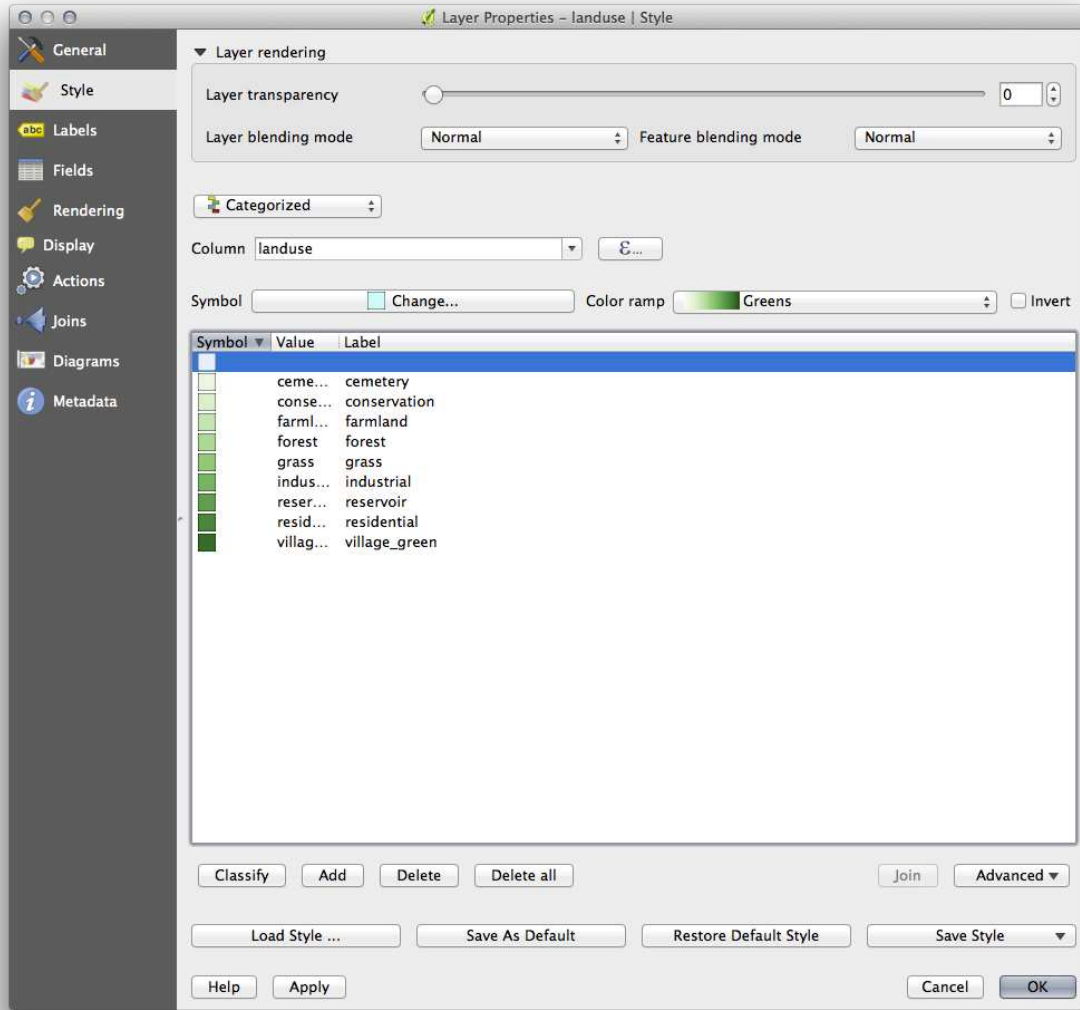 Layer Properties – landuse | Style
General
Style
abc Labels
Fields
Rendering
Display
Actions
Joins
Diagrams
i Metadata
Layer rendering
Layer transparency 0
Layer blending mode Normal Feature blending mode Normal
Categorized
Column landuse ε...
Symbol Change... Color ramp Greens Invert
Symbol Value Label
ceme... cemetery
conse... conservation
farml... farmland
forest forest
grass grass
indus... industrial
reser... reservoir
resid... residential
villag... village_green
Classify Add Delete Delete all Join Advanced
Load Style ... Save As Default Restore Default Style Save Style
Help Apply Cancel OK